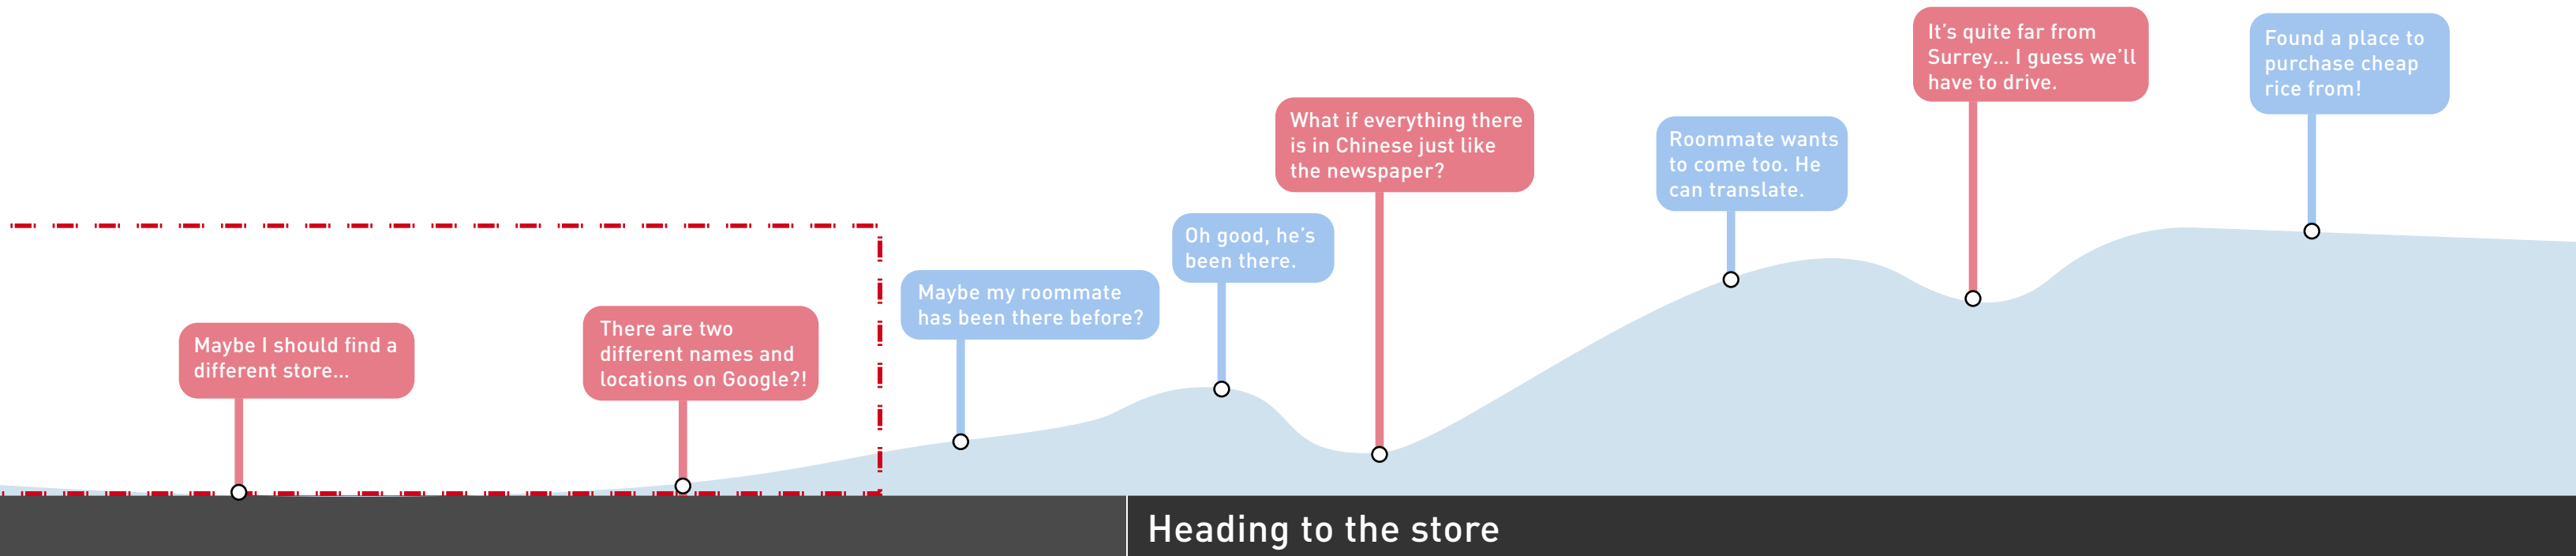 Maybe I should find a
different store...
There are two
different names and
locations on Google?!
Maybe my roommate
has been there before?
Oh good, he's
been there.
What if everything there
is in Chinese just like
the newspaper?
Roommate wants
to come too. He
can translate.
It's quite far from
Surrey... I guess we'll
have to drive.
Found a place to
purchase cheap
rice from!
Heading to the store